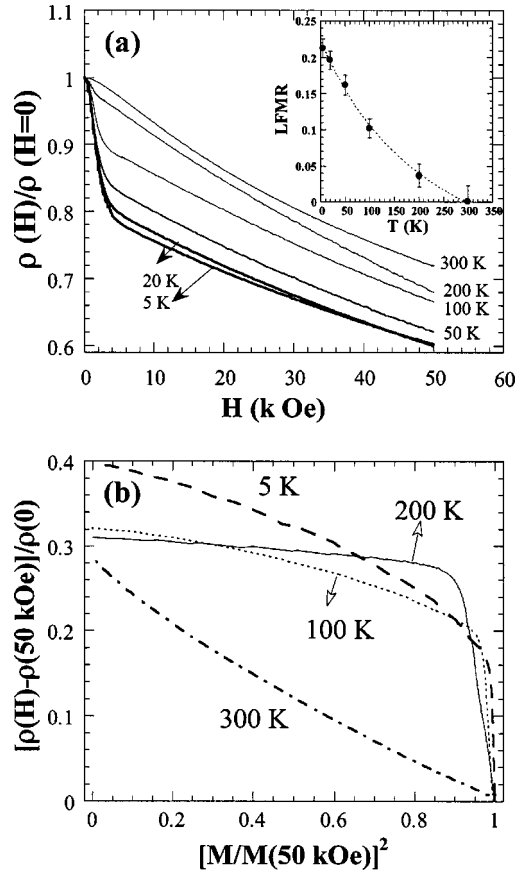 (a)
ρ (H)/ρ (H=0)
1
0.9
0.8
0.7
0.6
0 10 20 30 40 50 60
H (k Oe)
LFMR
0.25
0.2
0.15
0.1
0.05
0
0 50 100 150 200 250 300 350
T (K)
300 K
200 K
100 K
50 K
20 K
5 K
(b)
[ρ(H)-ρ(50 kOe)]/ρ(0)
0.4
0.3
0.2
0.1
0
5 K
200 K
100 K
300 K
0 0.2 0.4 0.6 0.8 1
[M/M(50 kOe)]²